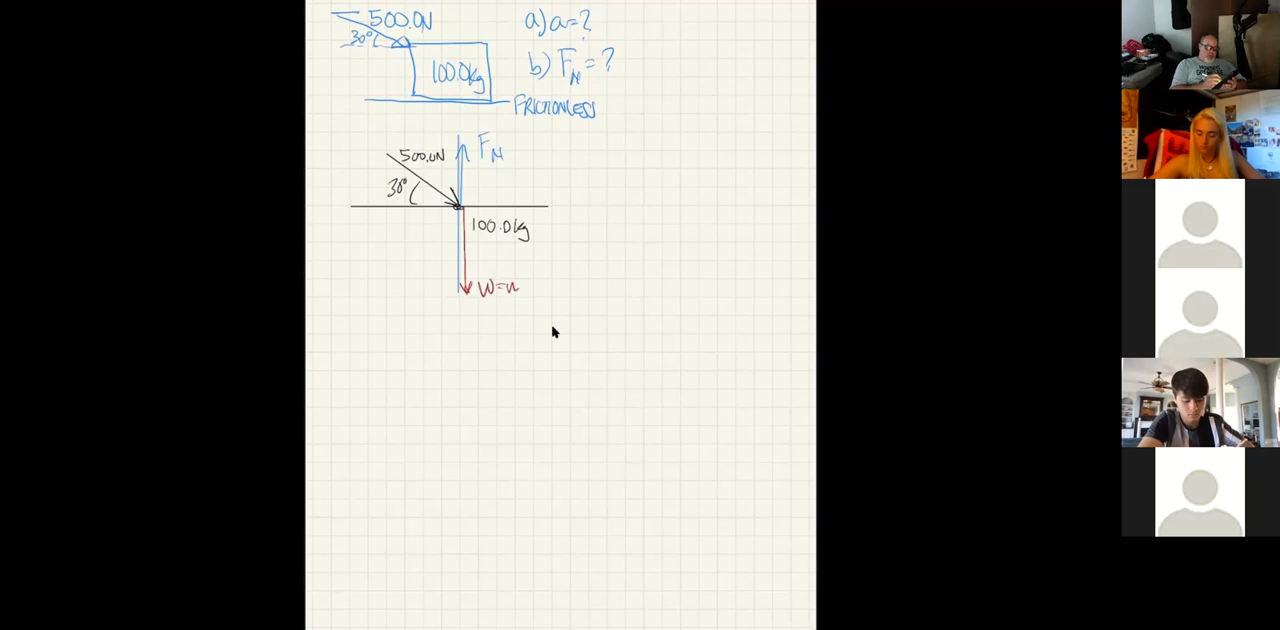 500.0N
a) a=?
30°
100.0kg
b) F_N = ?
FRICTIONLESS
500.0N
F_N
30°
100.0kg
W=